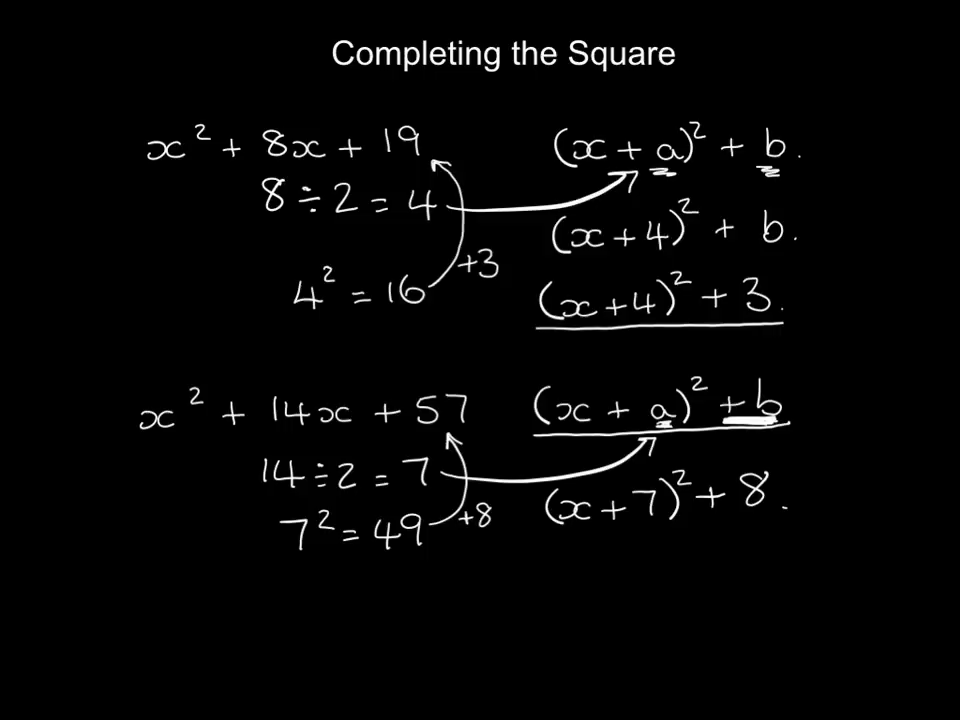 Completing the Square
x² + 8x + 19
(x + a)² + b.
8 ÷ 2 = 4
(x + 4)² + b.
+3
4² = 16
(x + 4)² + 3.
x² + 14x + 57
(x + a)² + b
14 ÷ 2 = 7
(x + 7)² + 8.
7² = 49
+8